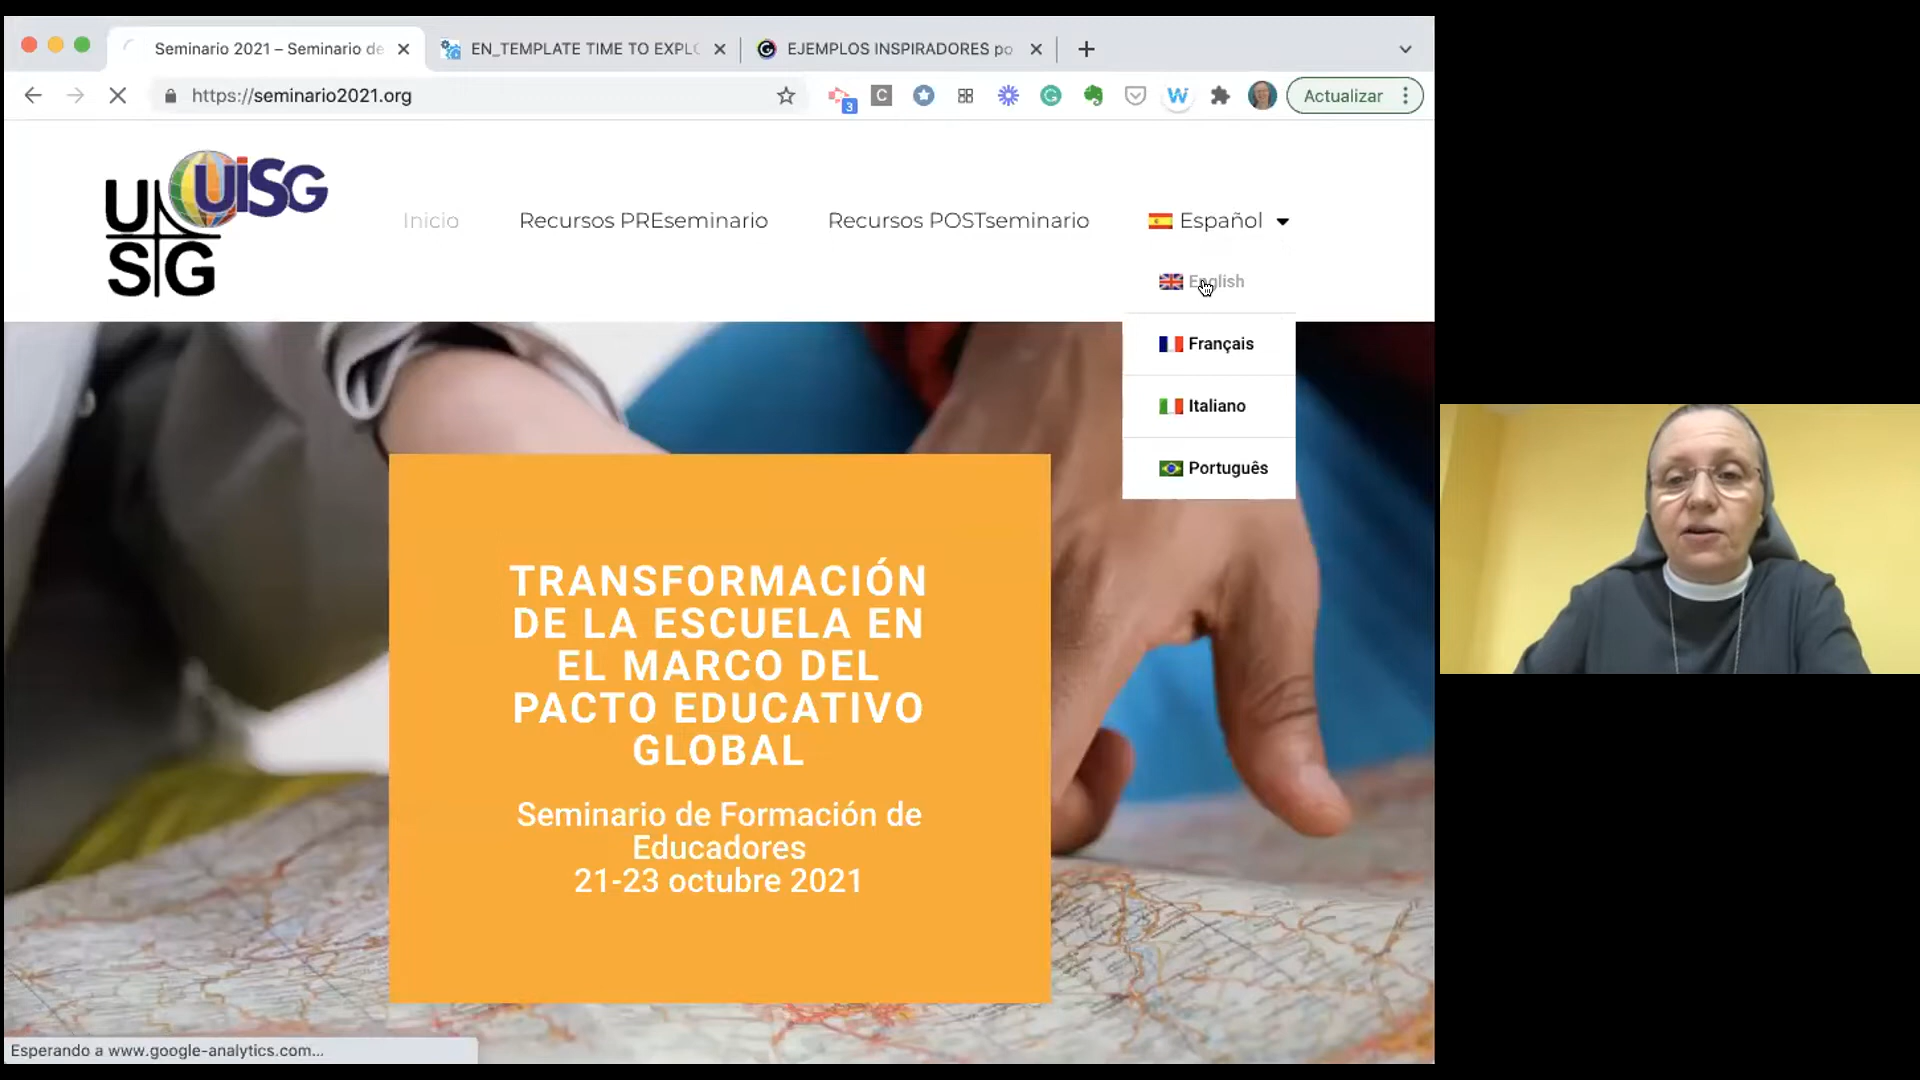 Seminario 2021 – Seminario de
EN_TEMPLATE TIME TO EXPLO
EJEMPLOS INSPIRADORES po
https://seminario2021.org
3
C
Actualizar
UISG
USG
Inicio
Recursos PREseminario
Recursos POSTseminario
Español
English
Français
Italiano
Português
TRANSFORMACIÓN
DE LA ESCUELA EN
EL MARCO DEL
PACTO EDUCATIVO
GLOBAL
Seminario de Formación de
Educadores
21-23 octubre 2021
Esperando a www.google-analytics.com...